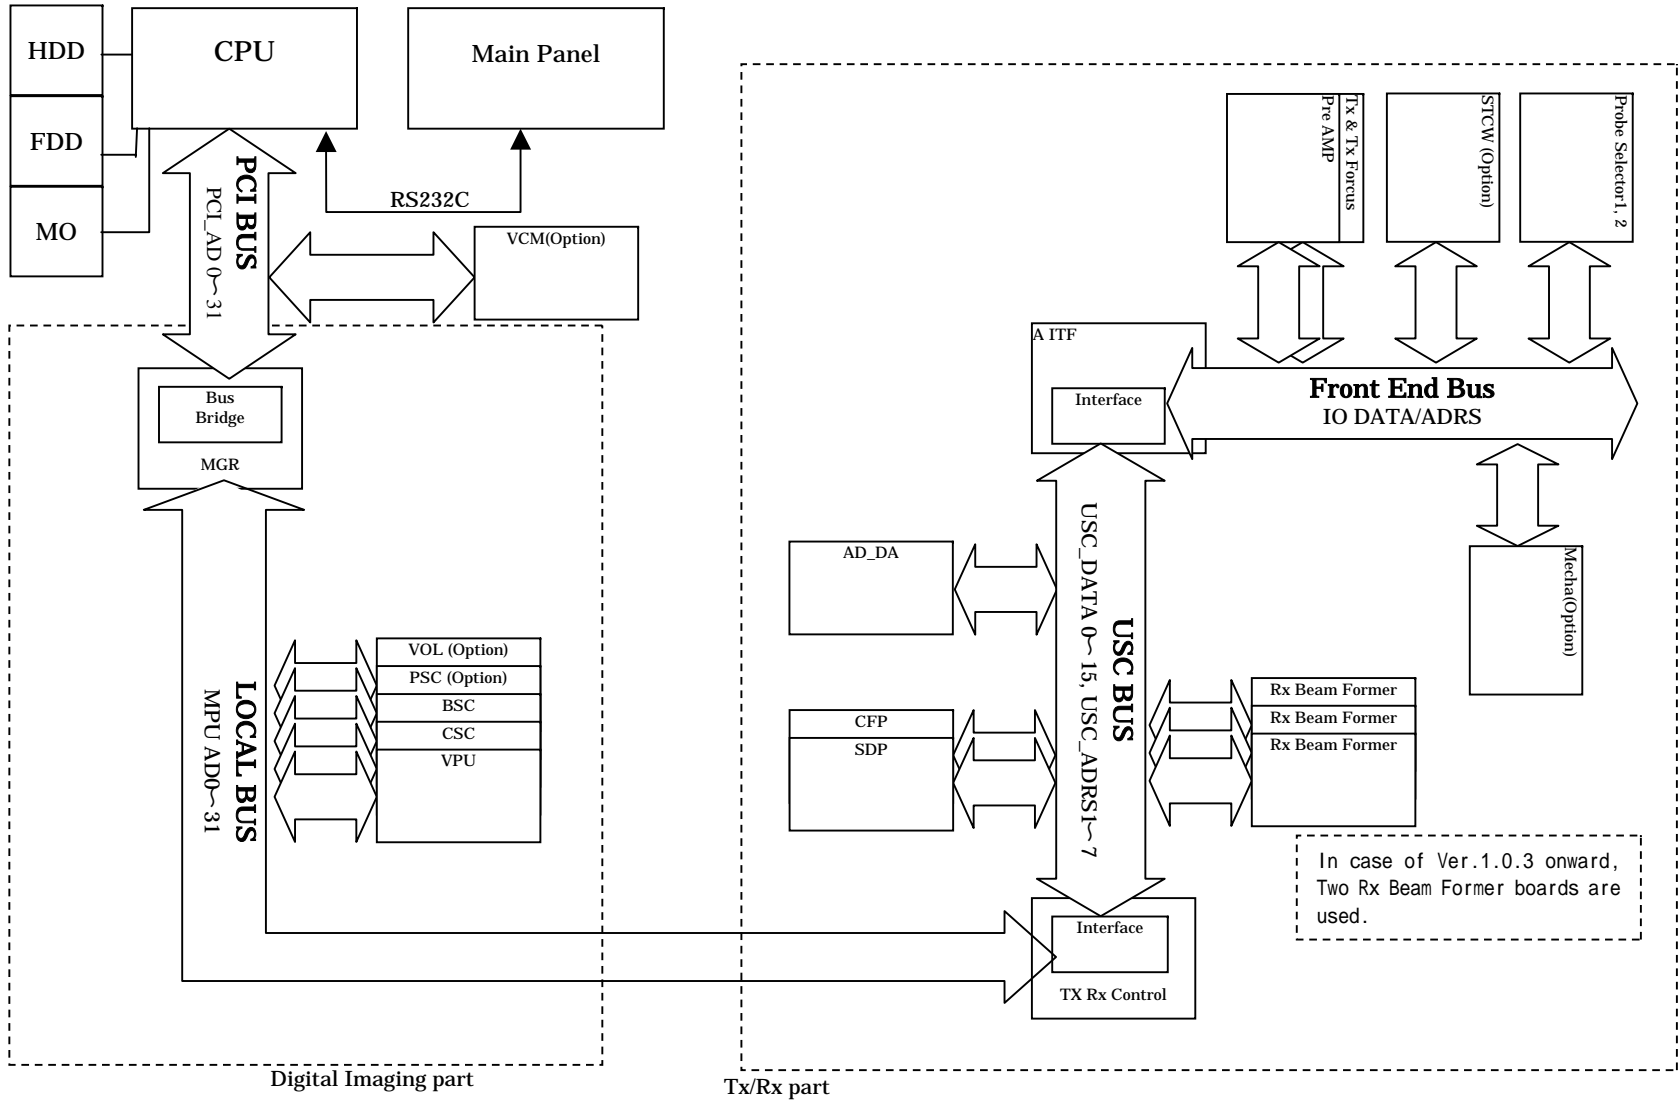 HDD
FDD
MO
CPU
Main Panel
RS232C
PCI BUS
PCI_AD 0~31
VCM(Option)
Bus
Bridge
MGR
LOCAL BUS
MPU AD0~31
VOL (Option)
PSC (Option)
BSC
CSC
VPU
Digital Imaging part
Tx & Tx Forcus
Pre AMP
STCW (Option)
Probe Selector1, 2
A ITF
Interface
Front End Bus
IO DATA/ADRS
Mecha(Option)
USC BUS
USC_DATA 0~15, USC_ADRS1~7
AD_DA
CFP
SDP
Rx Beam Former
Rx Beam Former
Rx Beam Former
In case of Ver.1.0.3 onward,
Two Rx Beam Former boards are
used.
Interface
TX Rx Control
Tx/Rx part